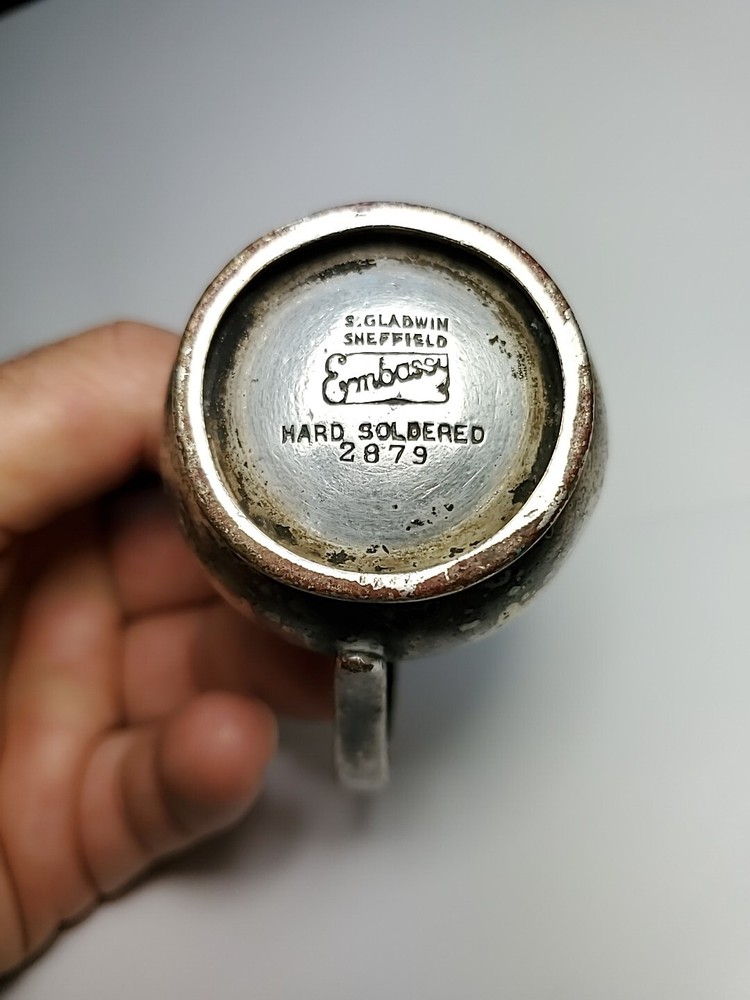 S. GLADWIN
SHEFFIELD
Embassy
HARD SOLDERED
2879